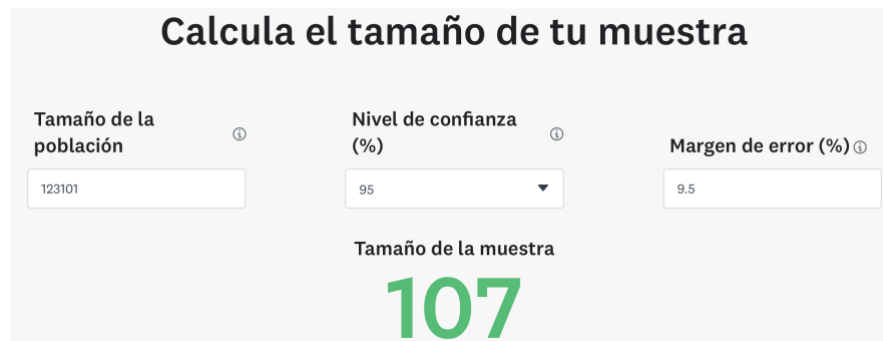 Calcula el tamaño de tu muestra
Tamaño de la
población
Nivel de confianza
(%)
Margen de error (%)
123101
95
9.5
Tamaño de la muestra
107